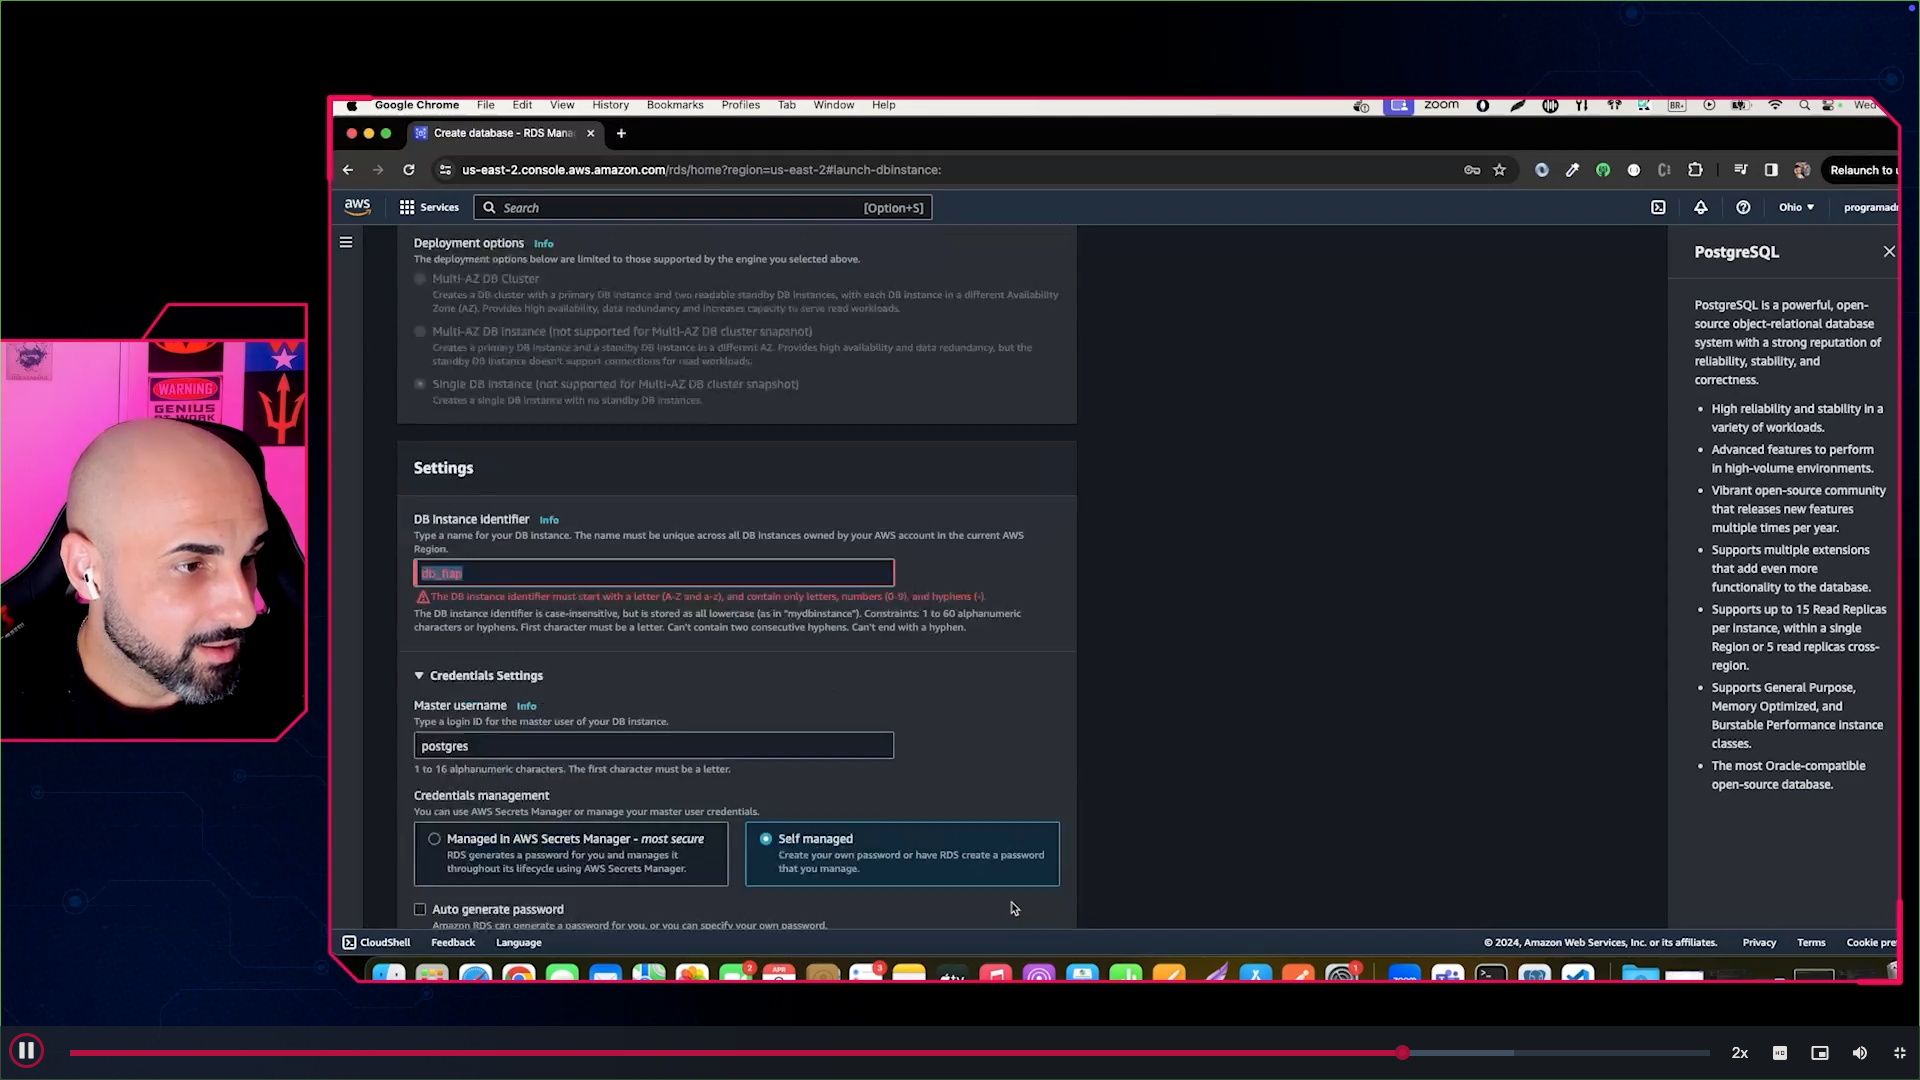 Google Chrome File Edit View History Bookmarks Profiles Tab Window Help
zoom BR+ Wed
Create database - RDS Mana
us-east-2.console.aws.amazon.com/rds/home?region=us-east-2#launch-dbinstance:
Relaunch to u
aws Services Search [Option+S] Ohio programadr
Deployment options Info
The deployment options below are limited to those supported by the engine you selected above.
Multi-AZ DB Cluster
Creates a DB cluster with a primary DB instance and two readable standby DB instances, with each DB instance in a different Availability
Zone (AZ). Provides high availability, data redundancy and increases capacity to serve read workloads.
Multi-AZ DB instance (not supported for Multi-AZ DB cluster snapshot)
Creates a primary DB instance and a standby DB instance in a different AZ. Provides high availability and data redundancy, but the
standby DB instance doesn't support connections for read workloads.
Single DB instance (not supported for Multi-AZ DB cluster snapshot)
Creates a single DB instance with no standby DB instances.
Settings
DB instance identifier Info
Type a name for your DB instance. The name must be unique across all DB instances owned by your AWS account in the current AWS
Region.
db_fiap
The DB instance identifier must start with a letter (A-Z and a-z), and contain only letters, numbers (0-9), and hyphens (-).
The DB instance identifier is case-insensitive, but is stored as all lowercase (as in "mydbinstance"). Constraints: 1 to 60 alphanumeric
characters or hyphens. First character must be a letter. Can't contain two consecutive hyphens. Can't end with a hyphen.
Credentials Settings
Master username Info
Type a login ID for the master user of your DB instance.
postgres
1 to 16 alphanumeric characters. The first character must be a letter.
Credentials management
You can use AWS Secrets Manager or manage your master user credentials.
Managed in AWS Secrets Manager - most secure
RDS generates a password for you and manages it
throughout its lifecycle using AWS Secrets Manager.
Self managed
Create your own password or have RDS create a password
that you manage.
Auto generate password
Amazon RDS can generate a password for you, or you can specify your own password.
PostgreSQL
PostgreSQL is a powerful, open-
source object-relational database
system with a strong reputation of
reliability, stability, and
correctness.
High reliability and stability in a
variety of workloads.
Advanced features to perform
in high-volume environments.
Vibrant open-source community
that releases new features
multiple times per year.
Supports multiple extensions
that add even more
functionality to the database.
Supports up to 15 Read Replicas
per instance, within a single
Region or 5 read replicas cross-
region.
Supports General Purpose,
Memory Optimized, and
Burstable Performance instance
classes.
The most Oracle-compatible
open-source database.
CloudShell Feedback Language © 2024, Amazon Web Services, Inc. or its affiliates. Privacy Terms Cookie pre
2 APR 3 tv 1 zoom
WARNING
GENIUS
AT WORK
2x